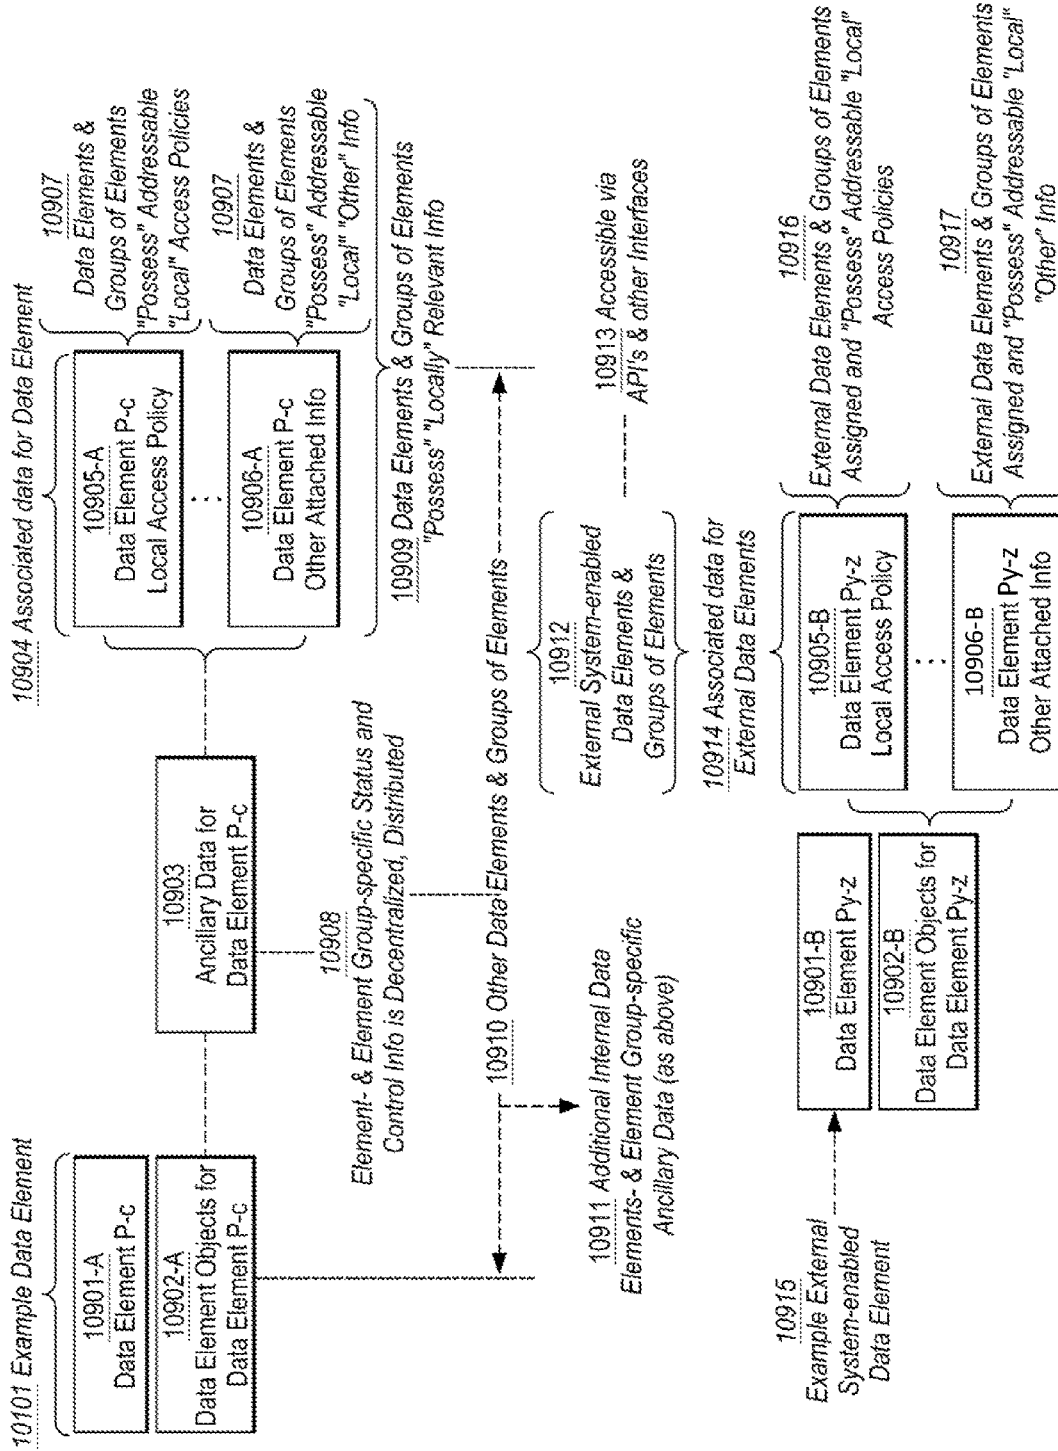 10101 Example Data Element
10901-A
Data Element P-c
10902-A
Data Element Objects for
Data Element P-c
10903
Ancillary Data for
Data Element P-c
10904 Associated data for Data Element
10905-A
Data Element P-c
Local Access Policy
10906-A
Data Element P-c
Other Attached Info
10907
Data Elements &
Groups of Elements
"Possess" Addressable
"Local" Access Policies
10907
Data Elements &
Groups of Elements
"Possess" Addressable
"Local" "Other" Info
10908
Element- & Element Group-specific Status and
Control Info is Decentralized, Distributed
10909 Data Elements & Groups of Elements
"Possess" "Locally" Relevant Info
10910 Other Data Elements & Groups of Elements
10911 Additional Internal Data
Elements- & Element Group-specific
Ancillary Data (as above)
10912
External System-enabled
Data Elements &
Groups of Elements
10913 Accessible via
API's & other Interfaces
10914 Associated data for
External Data Elements
10915
Example External
System-enabled
Data Element
10901-B
Data Element Py-z
10902-B
Data Element Objects for
Data Element Py-z
10905-B
Data Element Py-z
Local Access Policy
10906-B
Data Element Py-z
Other Attached Info
10916
External Data Elements & Groups of Elements
Assigned and "Possess" Addressable "Local"
Access Policies
10917
External Data Elements & Groups of Elements
Assigned and "Possess" Addressable "Local"
"Other" Info